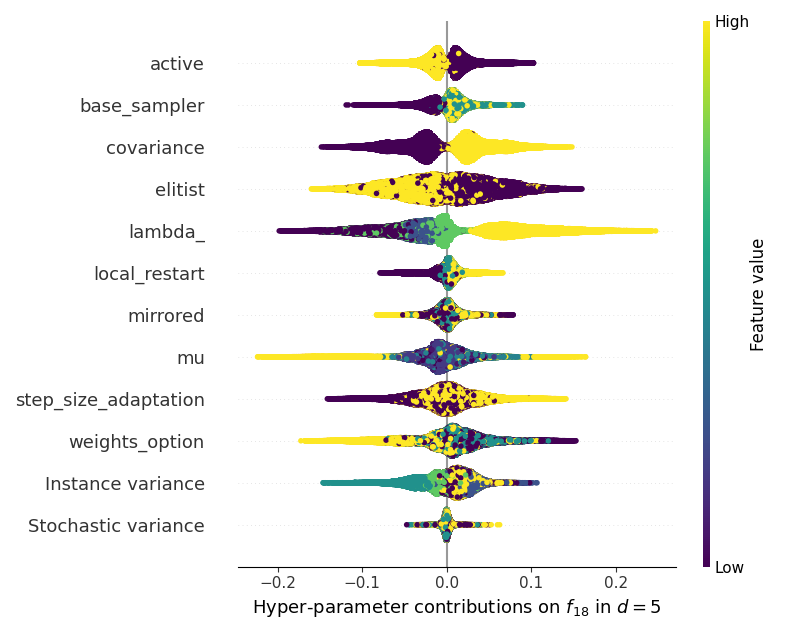 High
active
base_sampler
covariance
elitist
lambda_
local_restart
mirrored
mu
step_size_adaptation
weights_option
Instance variance
Stochastic variance
Feature value
Low
−0.2 −0.1 0.0 0.1 0.2
Hyper-parameter contributions on f18 in d = 5